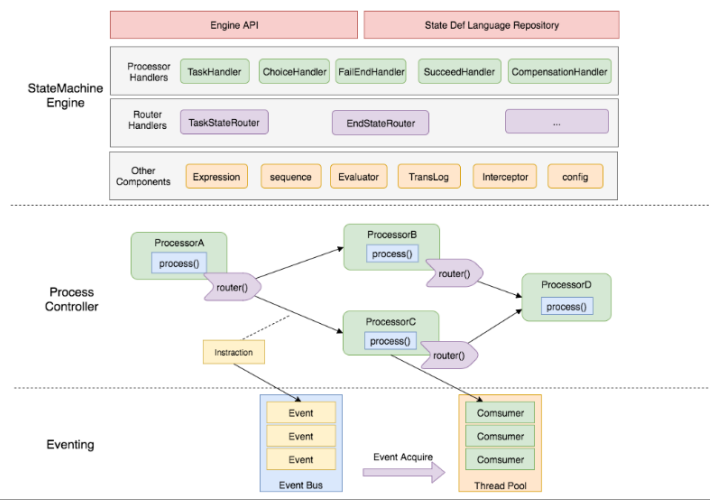 Engine API
State Def Language Repository
StateMachine
Engine
Processor
Handlers
TaskHandler
ChoiceHandler
FailEndHandler
SucceedHandler
CompensationHandler
Router
Handlers
TaskStateRouter
EndStateRouter
...
Other
Components
Expression
sequence
Evaluator
TransLog
Interceptor
config
Process
Controller
ProcessorA
process()
router()
ProcessorB
process()
router()
ProcessorC
process()
router()
ProcessorD
process()
Instraction
Eventing
Event
Event
Event
Event Bus
Event Acquire
Comsumer
Comsumer
Comsumer
Thread Pool